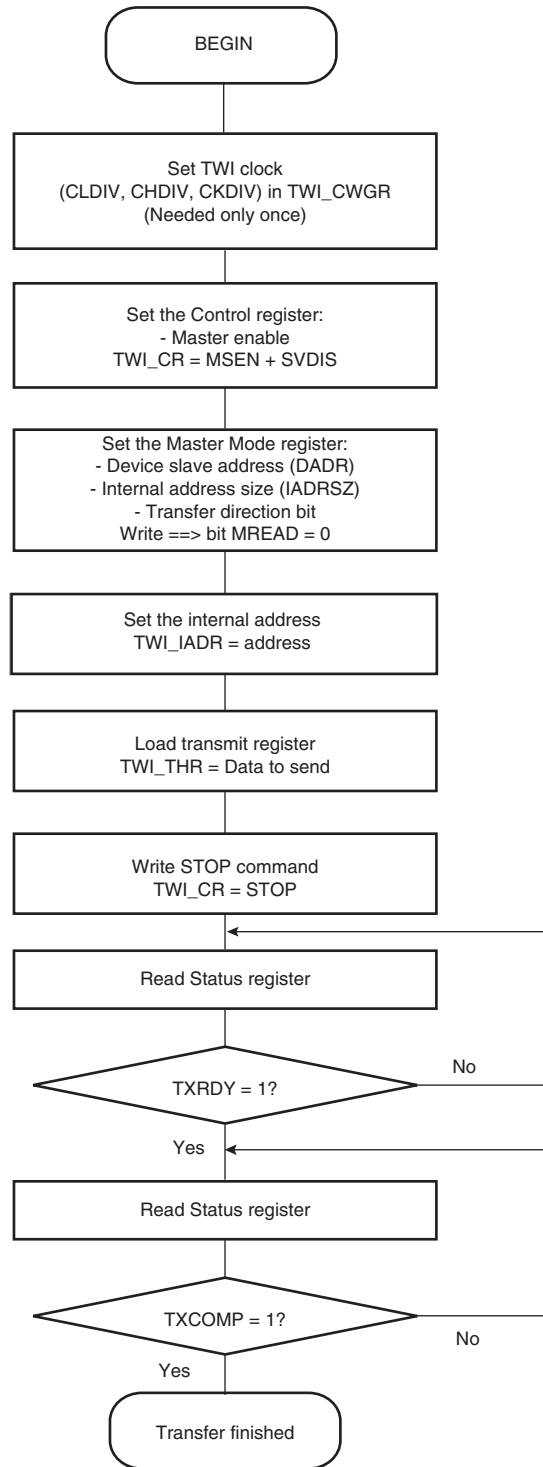 BEGIN
Set TWI clock
(CLDIV, CHDIV, CKDIV) in TWI_CWGR
(Needed only once)
Set the Control register:
- Master enable
TWI_CR = MSEN + SVDIS
Set the Master Mode register:
- Device slave address (DADR)
- Internal address size (IADRSZ)
- Transfer direction bit
Write ==> bit MREAD = 0
Set the internal address
TWI_IADR = address
Load transmit register
TWI_THR = Data to send
Write STOP command
TWI_CR = STOP
Read Status register
TXRDY = 1?
No
Yes
Read Status register
TXCOMP = 1?
No
Yes
Transfer finished